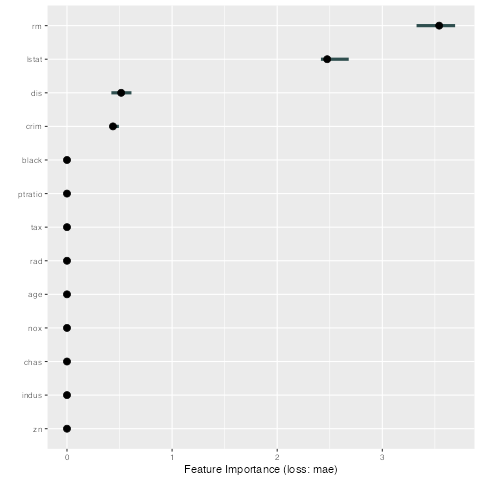 rm
lstat
dis
crim
black
ptratio
tax
rad
age
nox
chas
indus
zn
0 1 2 3
Feature Importance (loss: mae)